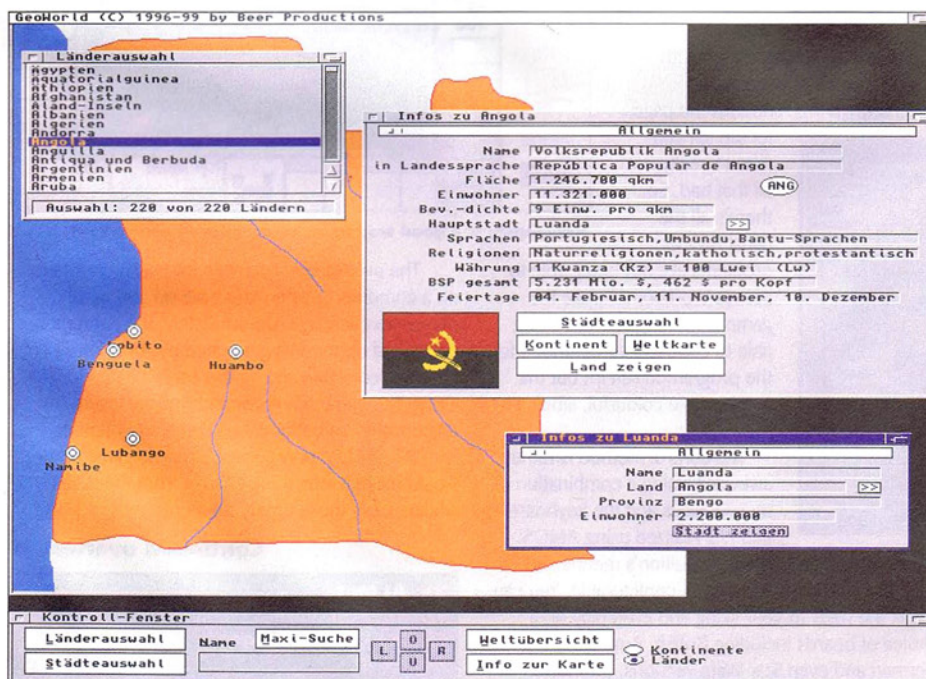 GeoWorld (C) 1996-99 by Beer Productions
Länderauswahl
Ägypten
Äquatorialguinea
Äthiopien
Afghanistan
Aland-Inseln
Albanien
Algerien
Andorra
Angola
Anguilla
Antiqua und Berbuda
Argentinien
Armenien
Aruba
Auswahl: 220 von 220 Ländern
Infos zu Angola
Allgemein
Name Volksrepublik Angola
in Landessprache República Popular de Angola
Fläche 1.246.700 qkm
ANG
Einwohner 11.321.000
Bev.-dichte 9 Einw. pro qkm
Hauptstadt Luanda >>
Sprachen Portugiesisch,Umbundu,Bantu-Sprachen
Religionen Naturreligionen,katholisch,protestantisch
Währung 1 Kwanza (Kz) = 100 Lwei (Lw)
BSP gesamt 5.231 Mio. $, 462 $ pro Kopf
Feiertage 04. Februar, 11. November, 10. Dezember
Städteauswahl
Kontinent Weltkarte
Land zeigen
Lobito
Benguela
Huambo
Lubango
Namibe
Infos zu Luanda
Allgemein
Name Luanda
Land Angola >>
Provinz Bengo
Einwohner 2.200.000
Stadt zeigen
Kontroll-Fenster
Länderauswahl
Städteauswahl
Name Maxi-Suche
L O U R
Weltübersicht
Info zur Karte
Kontinente
Länder